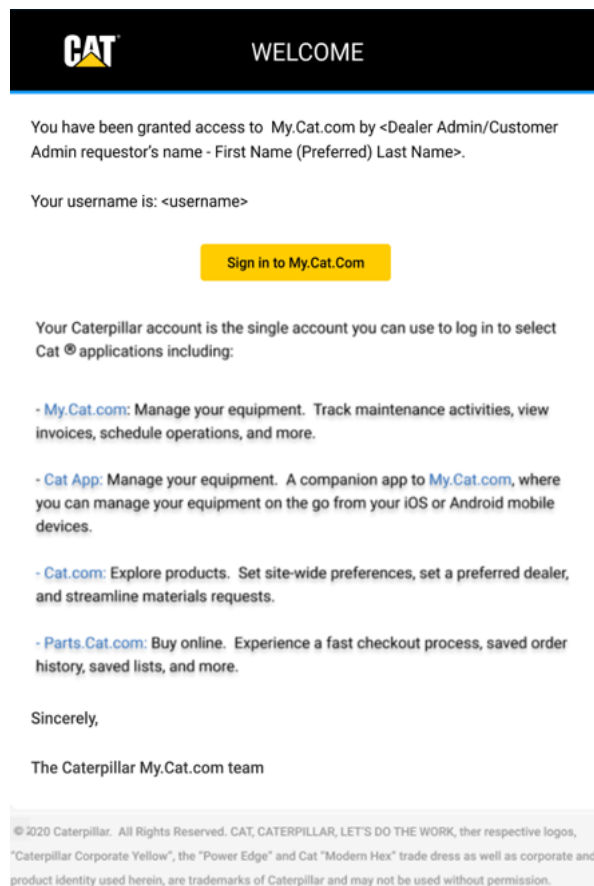 CAT
WELCOME
You have been granted access to  My.Cat.com by <Dealer Admin/Customer
Admin requestor's name - First Name (Preferred) Last Name>.
Your username is: <username>
Sign in to My.Cat.Com
Your Caterpillar account is the single account you can use to log in to select
Cat ® applications including:
- My.Cat.com: Manage your equipment.  Track maintenance activities, view
invoices, schedule operations, and more.
- Cat App: Manage your equipment.  A companion app to My.Cat.com, where
you can manage your equipment on the go from your iOS or Android mobile
devices.
- Cat.com: Explore products.  Set site-wide preferences, set a preferred dealer,
and streamline materials requests.
- Parts.Cat.com: Buy online.  Experience a fast checkout process, saved order
history, saved lists, and more.
Sincerely,
The Caterpillar My.Cat.com team
© 2020 Caterpillar.  All Rights Reserved. CAT, CATERPILLAR, LET'S DO THE WORK, ther respective logos,
"Caterpillar Corporate Yellow", the "Power Edge" and Cat "Modern Hex" trade dress as well as corporate and
product identity used herein, are trademarks of Caterpillar and may not be used without permission.